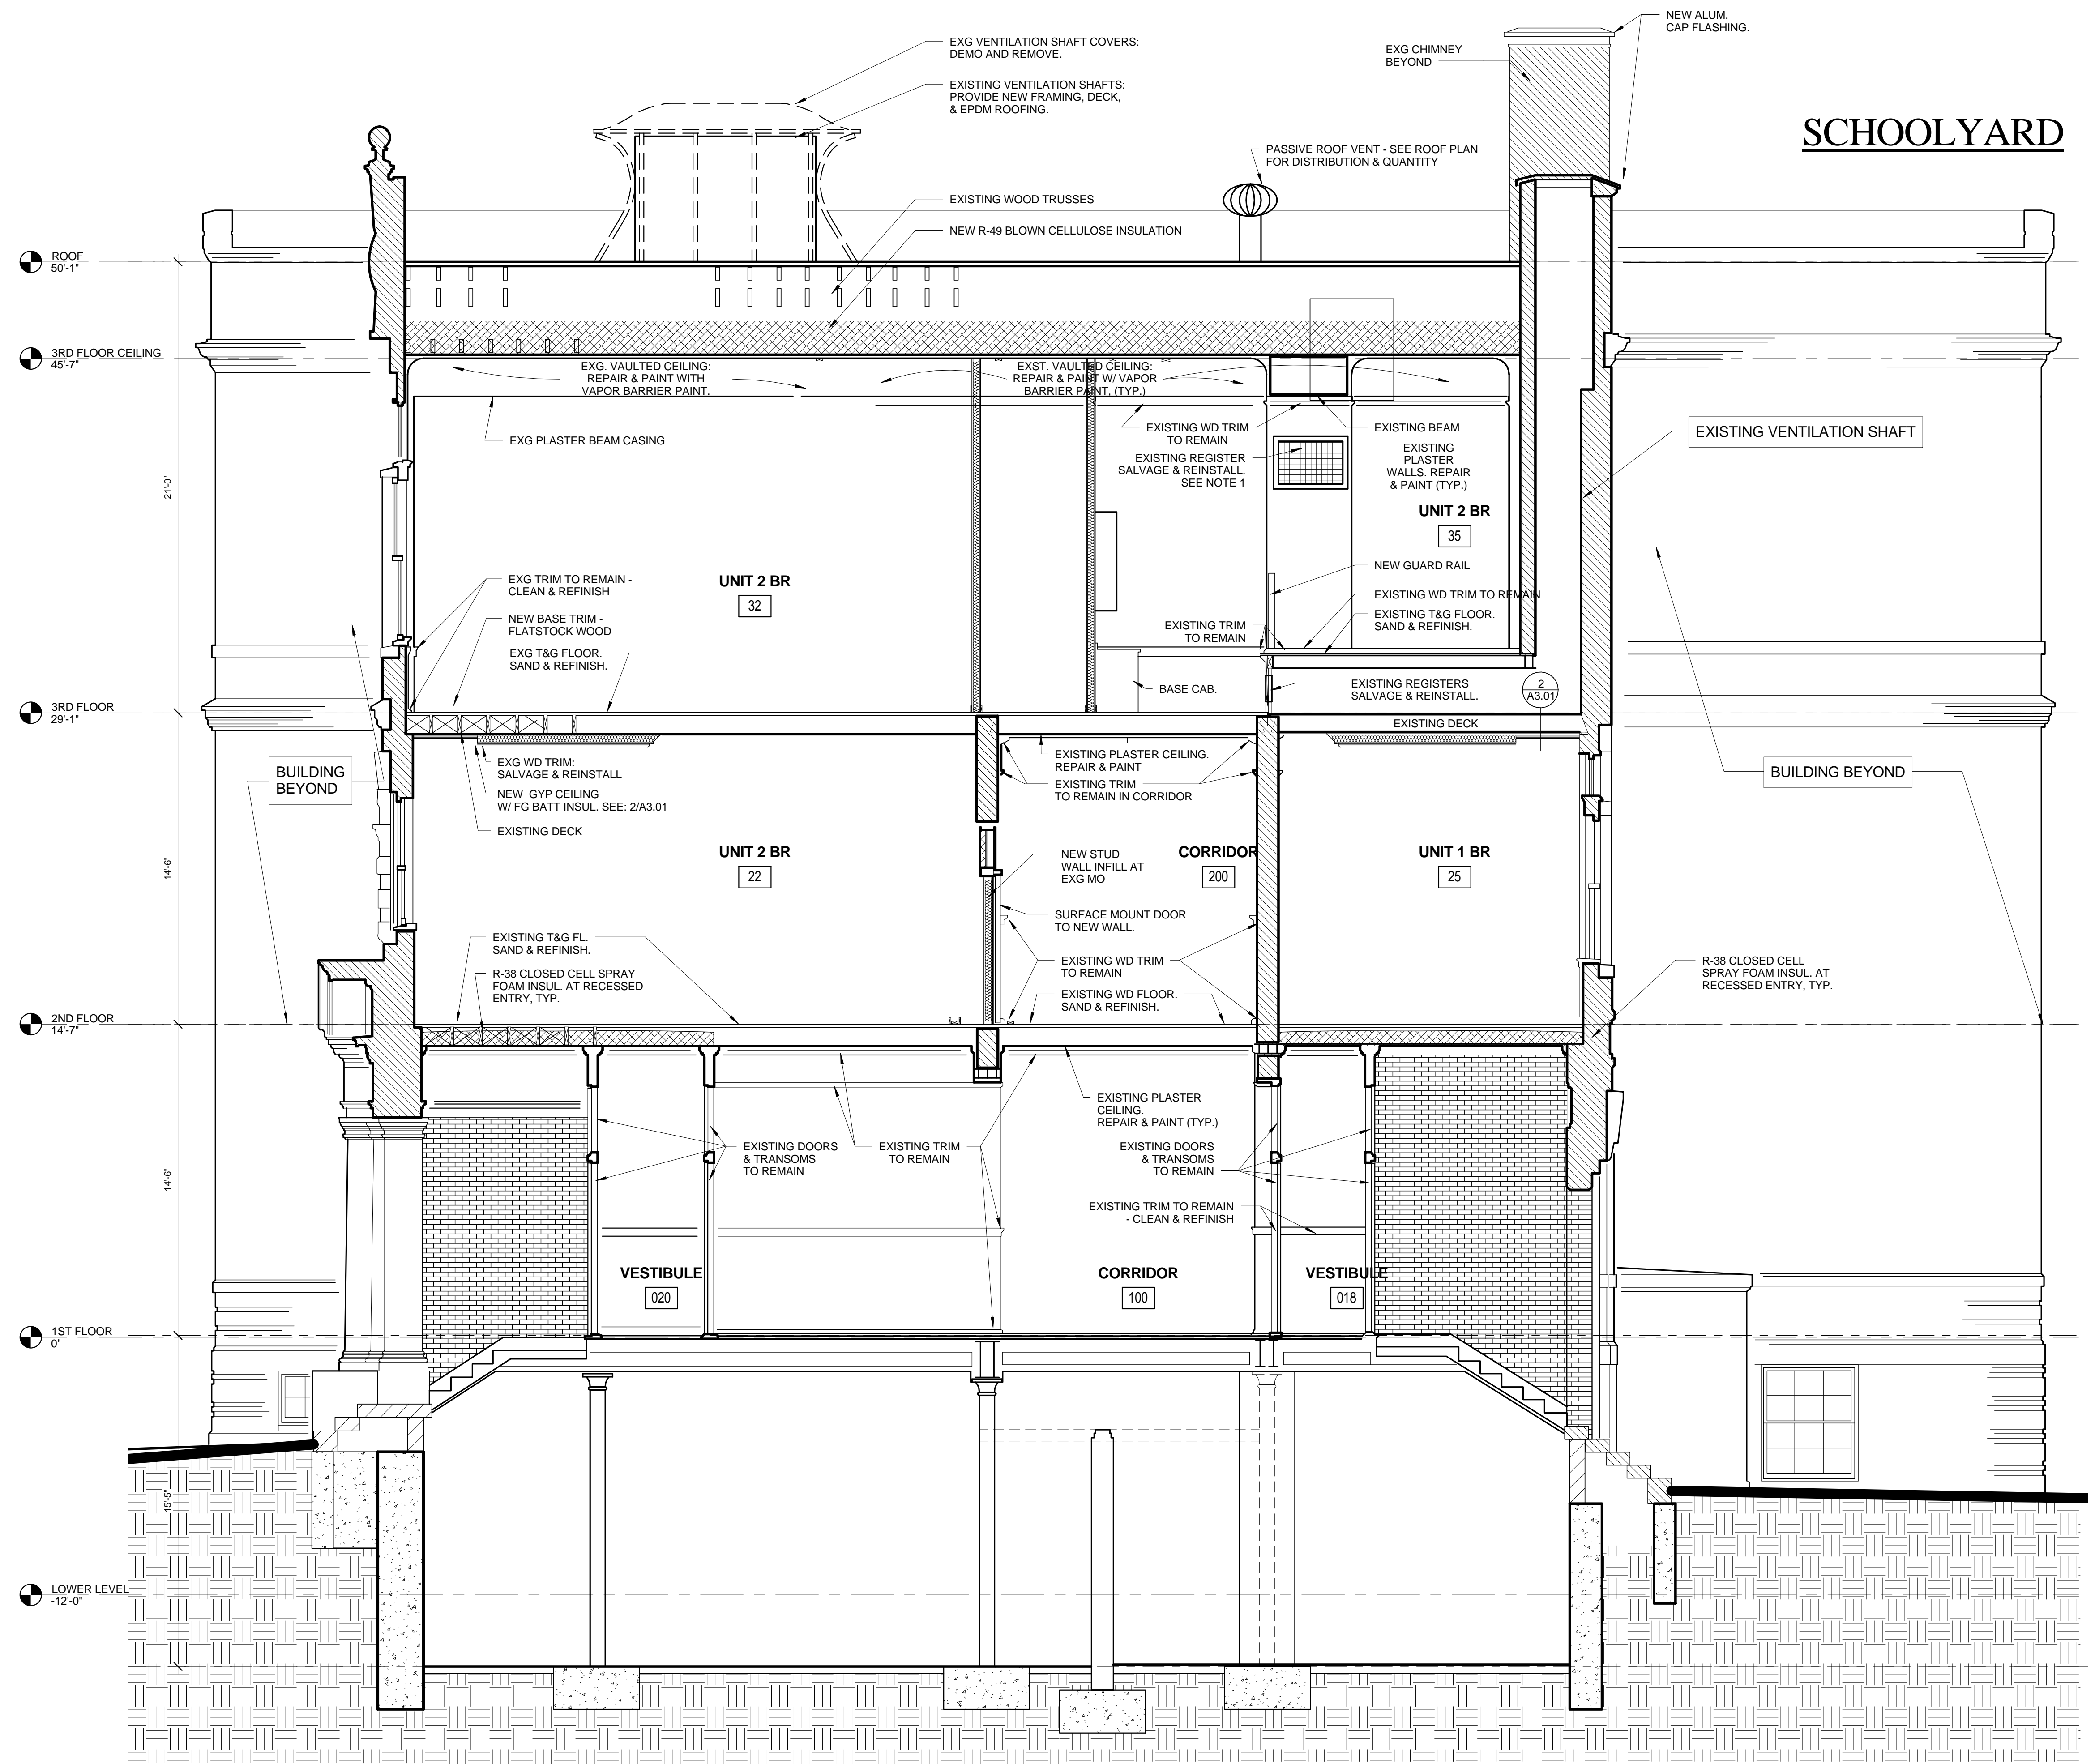 NEW ALUM.
CAP FLASHING.
EXG VENTILATION SHAFT COVERS:
DEMO AND REMOVE.
EXG CHIMNEY
BEYOND
EXISTING VENTILATION SHAFTS:
PROVIDE NEW FRAMING, DECK,
& EPDM ROOFING.
SCHOOLYARD
PASSIVE ROOF VENT - SEE ROOF PLAN
FOR DISTRIBUTION & QUANTITY
EXISTING WOOD TRUSSES
NEW R-49 BLOWN CELLULOSE INSULATION
ROOF
50'-1"
3RD FLOOR CEILING
45'-7"
EXG. VAULTED CEILING:
REPAIR & PAINT WITH
VAPOR BARRIER PAINT.
EXST. VAULTED CEILING:
REPAIR & PAINT W/ VAPOR
BARRIER PAINT, (TYP.)
EXG PLASTER BEAM CASING
EXISTING WD TRIM
TO REMAIN
EXISTING BEAM
EXISTING VENTILATION SHAFT
EXISTING REGISTER
SALVAGE & REINSTALL.
SEE NOTE 1
EXISTING
PLASTER
WALLS. REPAIR
& PAINT (TYP.)
21'-0"
UNIT 2 BR
35
EXG TRIM TO REMAIN -
CLEAN & REFINISH
UNIT 2 BR
32
NEW GUARD RAIL
EXISTING WD TRIM TO REMAIN
NEW BASE TRIM -
FLATSTOCK WOOD
EXISTING T&G FLOOR.
SAND & REFINISH.
EXISTING TRIM
TO REMAIN
EXG T&G FLOOR.
SAND & REFINISH.
BASE CAB.
EXISTING REGISTERS
SALVAGE & REINSTALL.
2
A3.01
3RD FLOOR
29'-1"
EXISTING DECK
EXG WD TRIM:
SALVAGE & REINSTALL
EXISTING PLASTER CEILING.
REPAIR & PAINT
BUILDING
BEYOND
BUILDING BEYOND
NEW GYP CEILING
W/ FG BATT INSUL. SEE: 2/A3.01
EXISTING TRIM
TO REMAIN IN CORRIDOR
EXISTING DECK
UNIT 2 BR
22
NEW STUD
WALL INFILL AT
EXG MO
CORRIDOR
200
UNIT 1 BR
25
14'-6"
SURFACE MOUNT DOOR
TO NEW WALL.
EXISTING T&G FL.
SAND & REFINISH.
EXISTING WD TRIM
TO REMAIN
R-38 CLOSED CELL
SPRAY FOAM INSUL. AT
RECESSED ENTRY, TYP.
R-38 CLOSED CELL SPRAY
FOAM INSUL. AT RECESSED
ENTRY, TYP.
EXISTING WD FLOOR.
SAND & REFINISH.
2ND FLOOR
14'-7"
EXISTING PLASTER
CEILING.
REPAIR & PAINT (TYP.)
EXISTING DOORS
& TRANSOMS
TO REMAIN
EXISTING TRIM
TO REMAIN
EXISTING DOORS
& TRANSOMS
TO REMAIN
14'-6"
EXISTING TRIM TO REMAIN
- CLEAN & REFINISH
VESTIBULE
020
CORRIDOR
100
VESTIBULE
018
1ST FLOOR
0"
15'-5"
LOWER LEVEL
-12'-0"